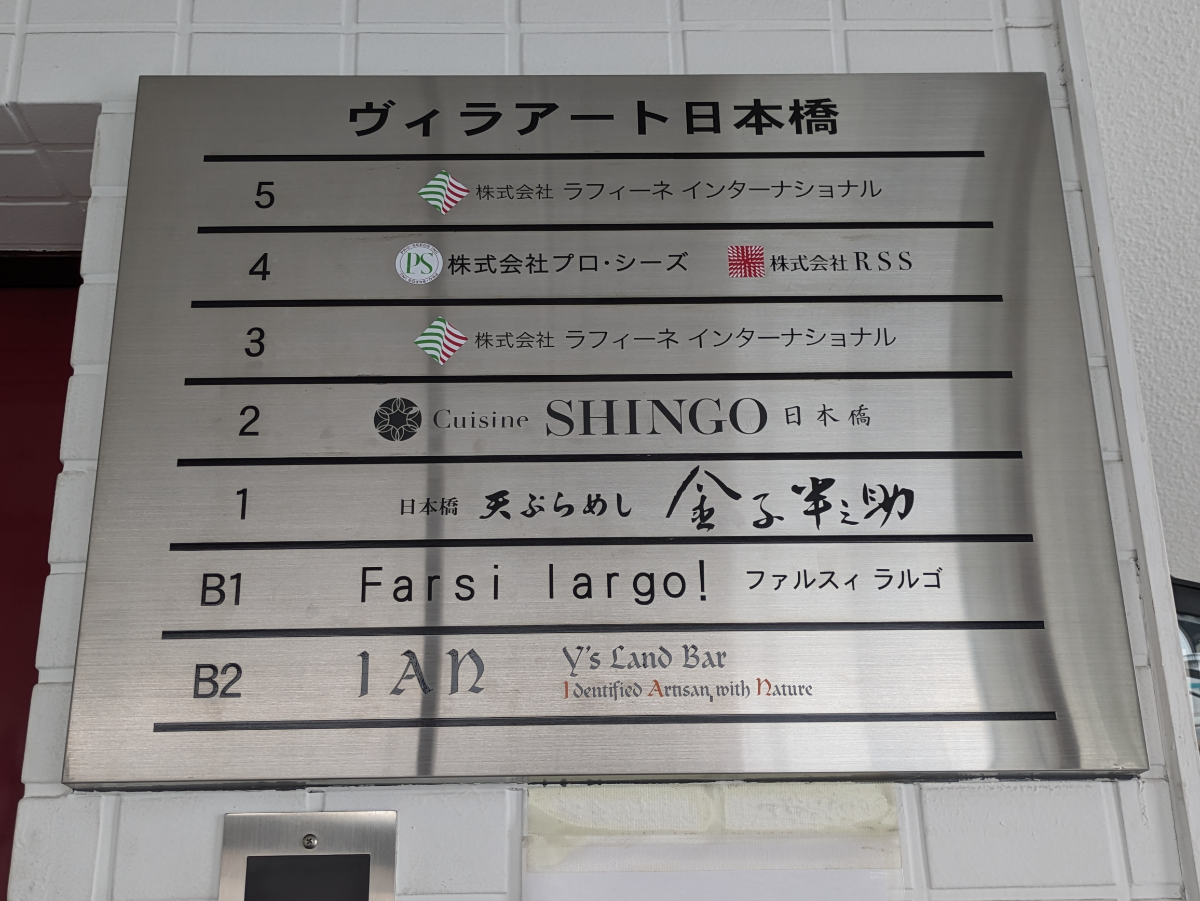 ヴィラアート日本橋
5 株式会社 ラフィーネ インターナショナル
4 PS 株式会社プロ・シーズ 株式会社RSS
3 株式会社 ラフィーネ インターナショナル
2 Cuisine SHINGO 日本橋
1 日本橋 天ぷらめし 金子半之助
B1 Farsi largo! ファルスィ ラルゴ
B2 IAN Y's Land Bar
Identified Artisan, with Nature